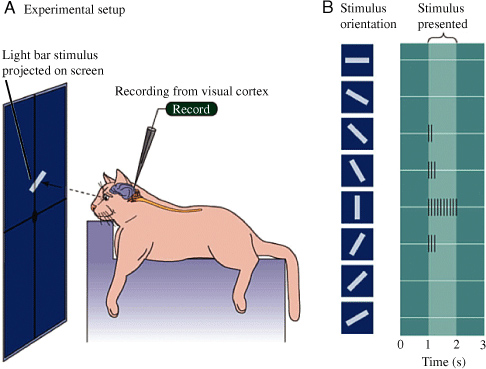 A Experimental setup
Light bar stimulus
projected on screen
Recording from visual cortex
Record
B Stimulus
orientation
Stimulus
presented
0 1 2 3
Time (s)